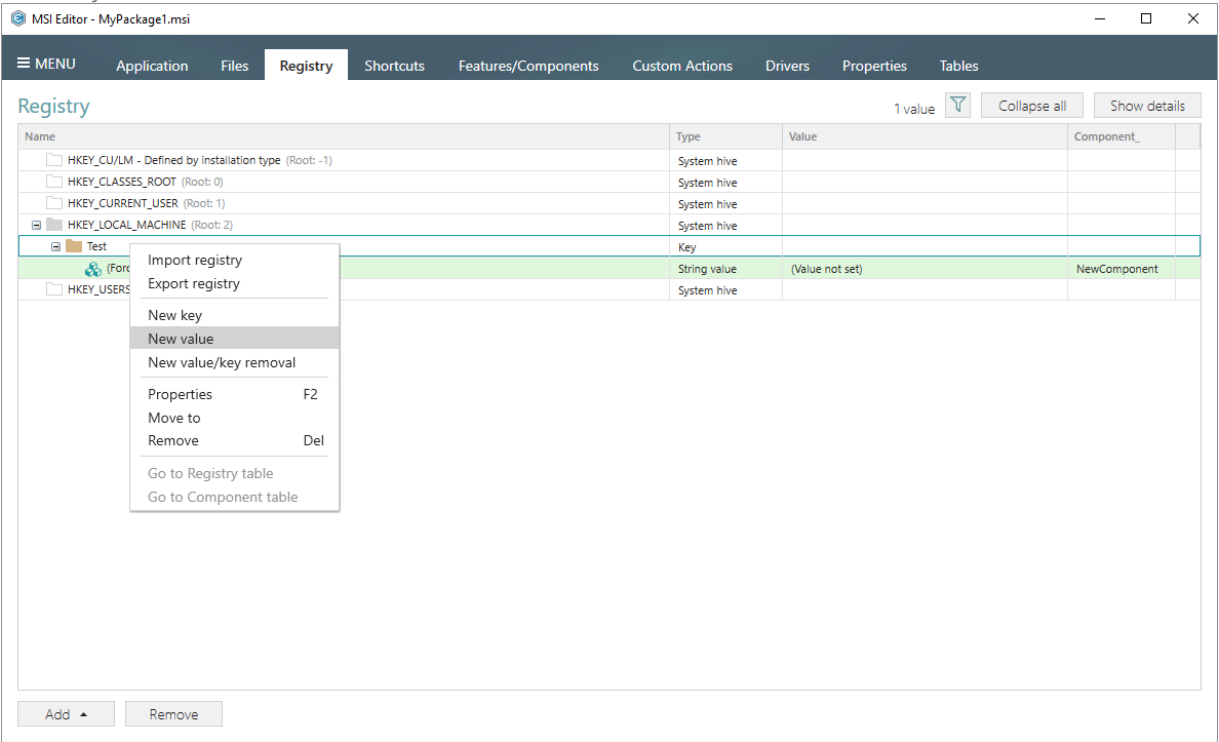 MSI Editor - MyPackage1.msi
MENU Application Files Registry Shortcuts Features/Components Custom Actions Drivers Properties Tables
Registry 1 value Collapse all Show details
Name Type Value Component_
HKEY_CU/LM - Defined by installation type (Root: -1) System hive
HKEY_CLASSES_ROOT (Root: 0) System hive
HKEY_CURRENT_USER (Root: 1) System hive
HKEY_LOCAL_MACHINE (Root: 2) System hive
Test Key
String value (Value not set) NewComponent
HKEY_USERS System hive
Import registry
Export registry
New key
New value
New value/key removal
Properties F2
Move to
Remove Del
Go to Registry table
Go to Component table
Add Remove